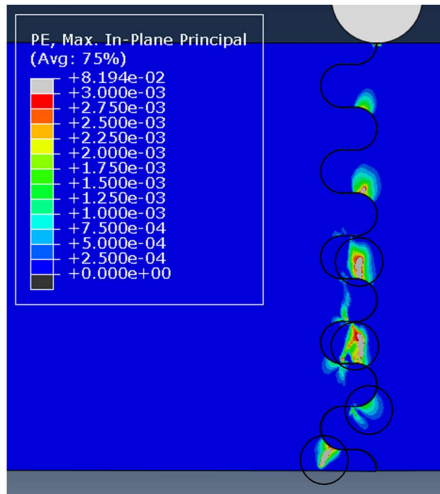 PE, Max. In-Plane Principal
(Avg: 75%)
+8.194e-02
+3.000e-03
+2.750e-03
+2.500e-03
+2.250e-03
+2.000e-03
+1.750e-03
+1.500e-03
+1.250e-03
+1.000e-03
+7.500e-04
+5.000e-04
+2.500e-04
+0.000e+00